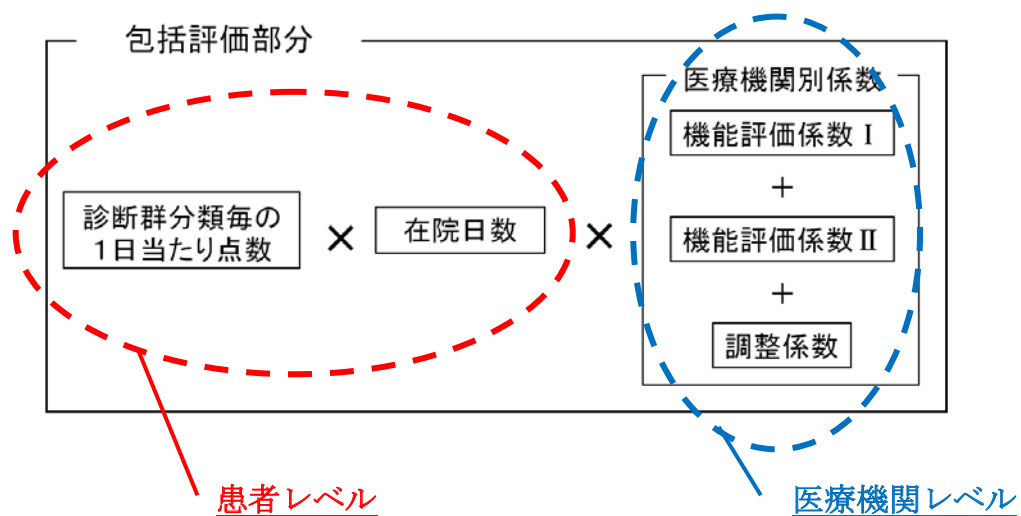 包括評価部分
医療機関別係数
診断群分類毎の
1日当たり点数
×
在院日数
×
機能評価係数Ⅰ
+
機能評価係数Ⅱ
+
調整係数
患者レベル
医療機関レベル